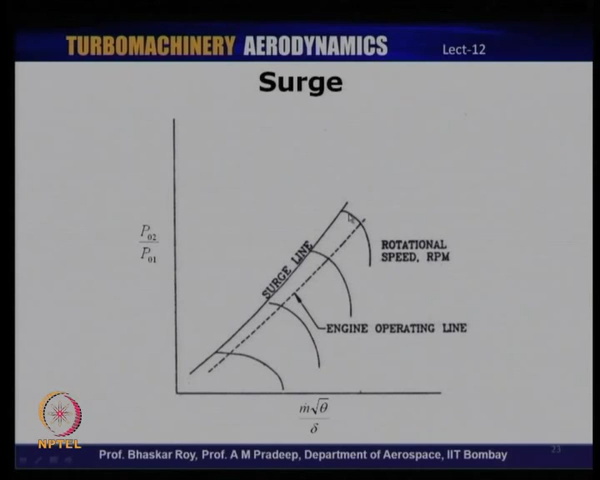 TURBOMACHINERY AERODYNAMICS Lect-12
Surge
P02
P01
SURGE LINE
ROTATIONAL
SPEED, RPM
ENGINE OPERATING LINE
ṁ√θ
δ
NPTEL
Prof. Bhaskar Roy, Prof. A M Pradeep, Department of Aerospace, IIT Bombay
23